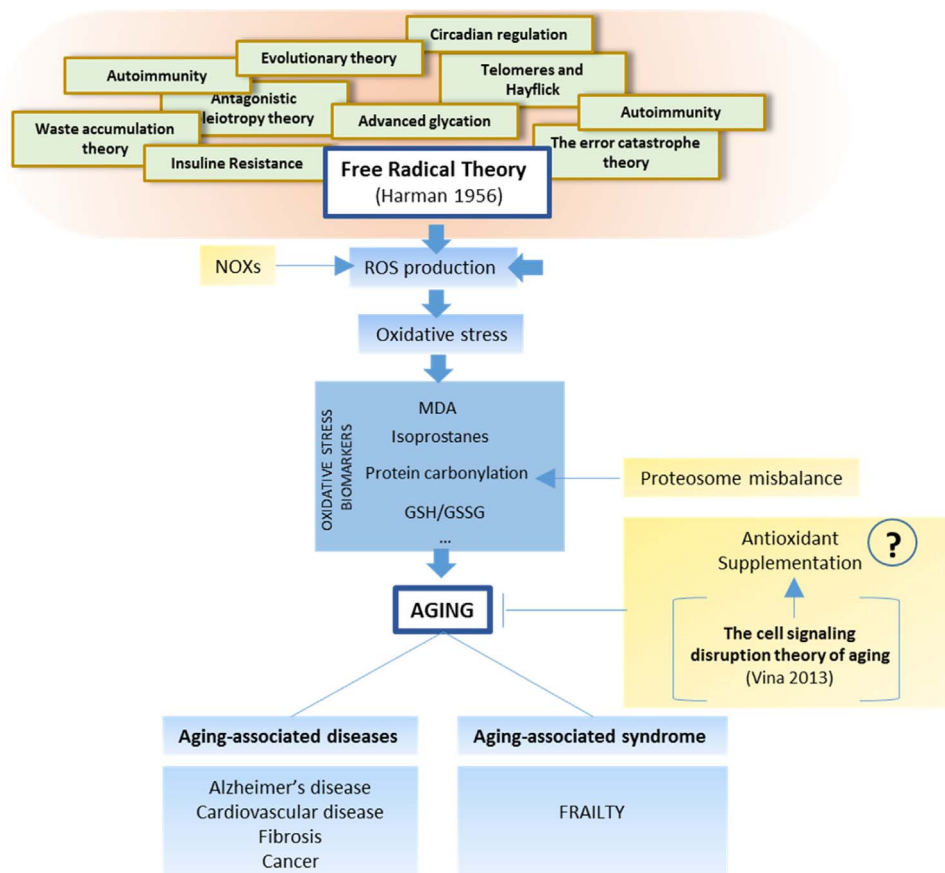 Circadian regulation
Evolutionary theory
Autoimmunity
Telomeres and
Hayflick
Antagonistic
leiotropy theory)
Advanced glycation
Autoimmunity
Waste accumulation
theory)
The error catastrophe
theory
Insuline Resistance
Free Radical Theory
(Harman 1956)
NOXs
ROS production
Oxidative stress
OXIDATIVE STRESS
BIOMARKERS
MDA
Isoprostanes
Protein carbonylation
GSH/GSSG
...
Proteosome misbalance
Antioxidant
Supplementation
?
The cell signaling
disruption theory of aging
(Vina 2013)
AGING
Aging-associated diseases
Aging-associated syndrome
Alzheimer's disease
Cardiovascular disease
Fibrosis
Cancer
FRAILTY